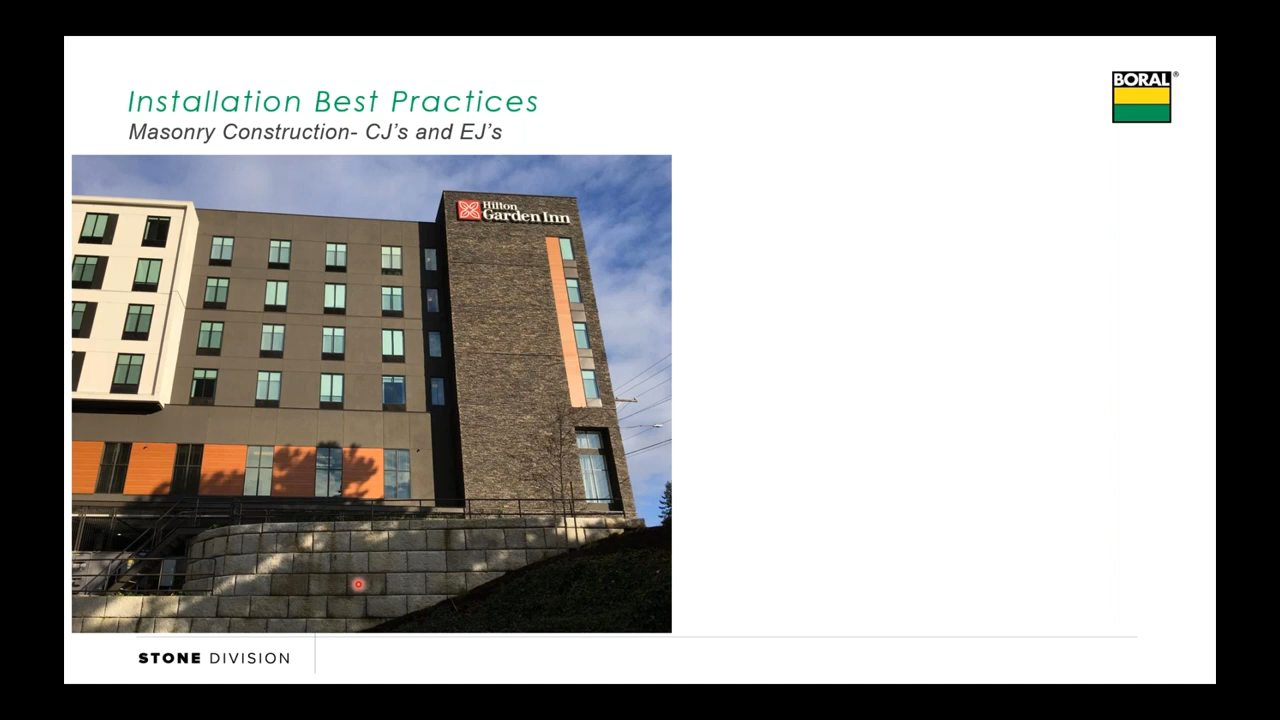 Installation Best Practices
Masonry Construction- CJ's and EJ's
BORAL®
Hilton
Garden Inn
STONE DIVISION